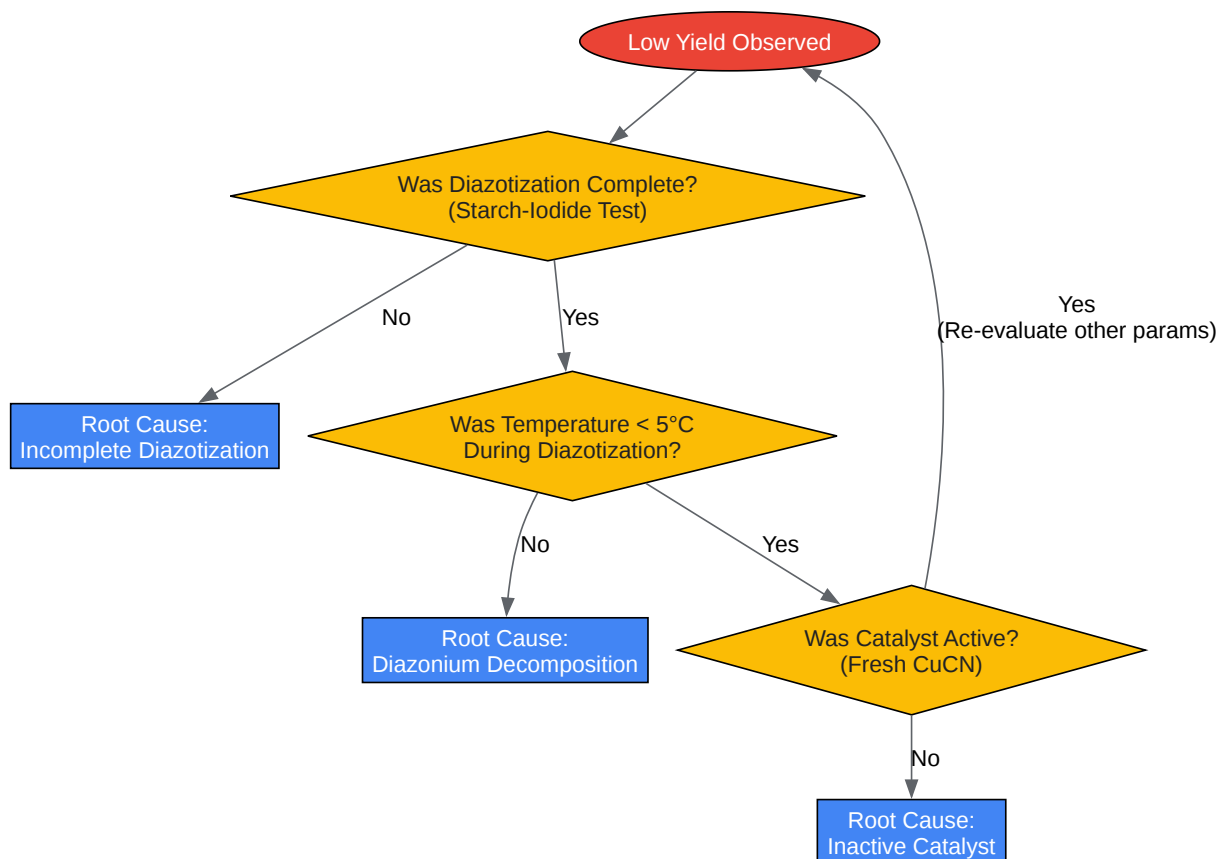 Low Yield Observed
Was Diazotization Complete?
(Starch-Iodide Test)
No
Yes
Yes
(Re-evaluate other params)
Root Cause:
Incomplete Diazotization
Was Temperature < 5°C
During Diazotization?
No
Yes
Root Cause:
Diazonium Decomposition
Was Catalyst Active?
(Fresh CuCN)
No
Root Cause:
Inactive Catalyst